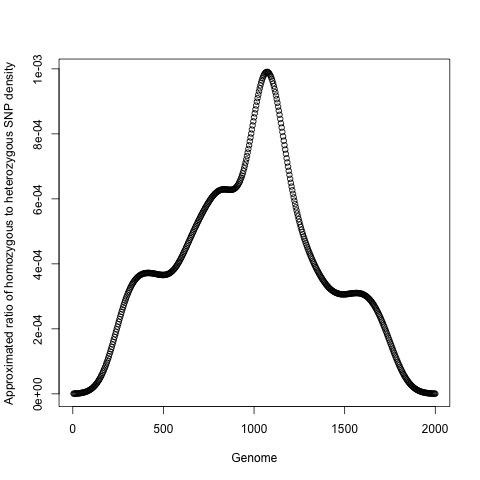 Approximated ratio of homozygous to heterozygous SNP density
1e-03
8e-04
6e-04
4e-04
2e-04
0e+00
0 500 1000 1500 2000
Genome